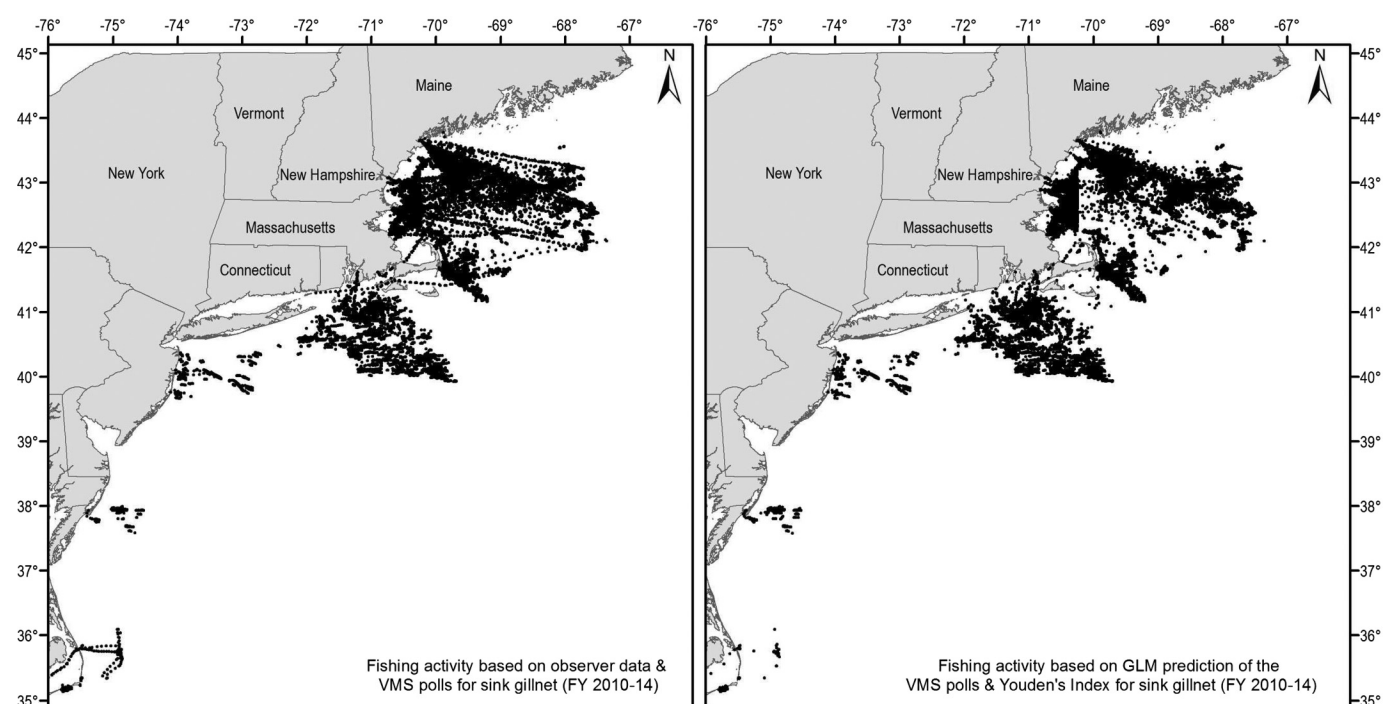 -76 -75 -74 -73 -72 -71 -70 -69 -68 -67
-76 -75 -74 -73 -72 -71 -70 -69 -68 -67
45°
44°
43°
42°
41°
40°
39°
38°
37°
36°
35°
N
Maine
Vermont
New York
New Hampshire
Massachusetts
Connecticut
Fishing activity based on observer data &
VMS polls for sink gillnet (FY 2010-14)
N
Maine
Vermont
New York
New Hampshire
Massachusetts
Connecticut
Fishing activity based on GLM prediction of the
VMS polls & Youden's Index for sink gillnet (FY 2010-14)
45°
44°
43°
42°
41°
40°
39°
38°
37°
36°
35°